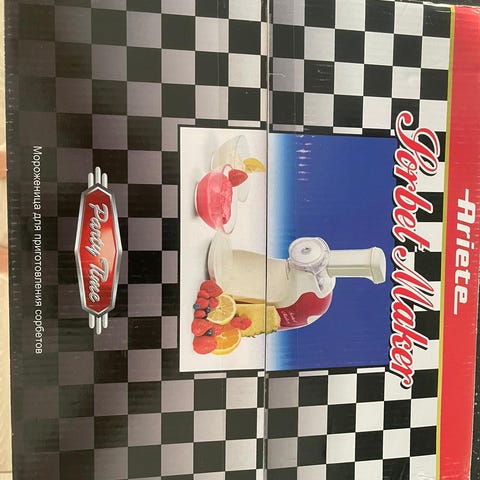 Ariete
Sorbet Maker
Party Time
Мороженица для приготовления сорбетов